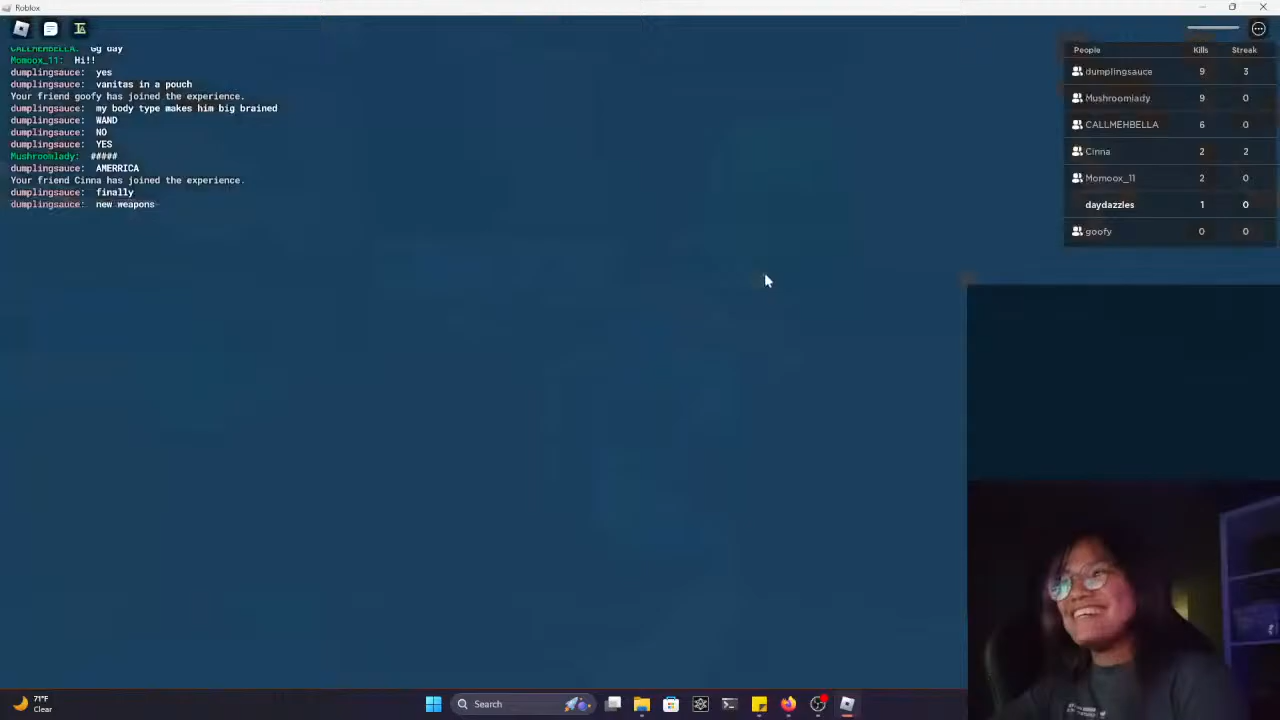 Roblox
CALLMEHBELLA: Gg day
Momoox_11: Hi!!
dumplingsauce: yes
dumplingsauce: vanitas in a pouch
Your friend goofy has joined the experience.
dumplingsauce: my body type makes him big brained
dumplingsauce: WAND
dumplingsauce: NO
dumplingsauce: YES
Mushroomlady: #####
dumplingsauce: AMERRICA
Your friend Cinna has joined the experience.
dumplingsauce: finally
dumplingsauce: new weapons
People Kills Streak
dumplingsauce 9 3
Mushroomlady 9 0
CALLMEHBELLA 6 0
Cinna 2 2
Momoox_11 2 0
daydazzles 1 0
goofy 0 0
71°F
Clear
Search